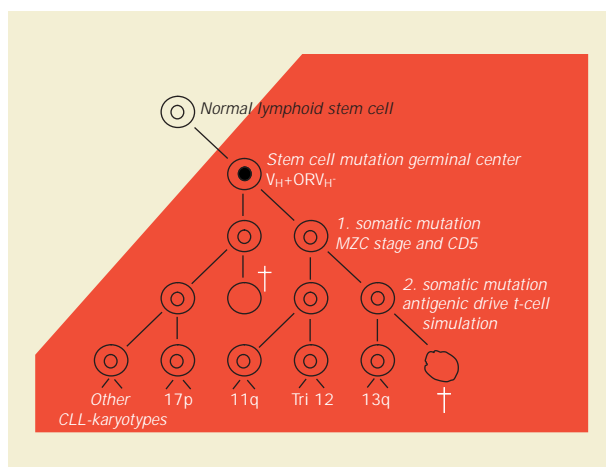 Normal lymphoid stem cell
Stem cell mutation germinal center
VH+ORVH-
1. somatic mutation
MZC stage and CD5
2. somatic mutation
antigenic drive t-cell
simulation
Other 17p 11q Tri 12 13q
CLL-karyotypes